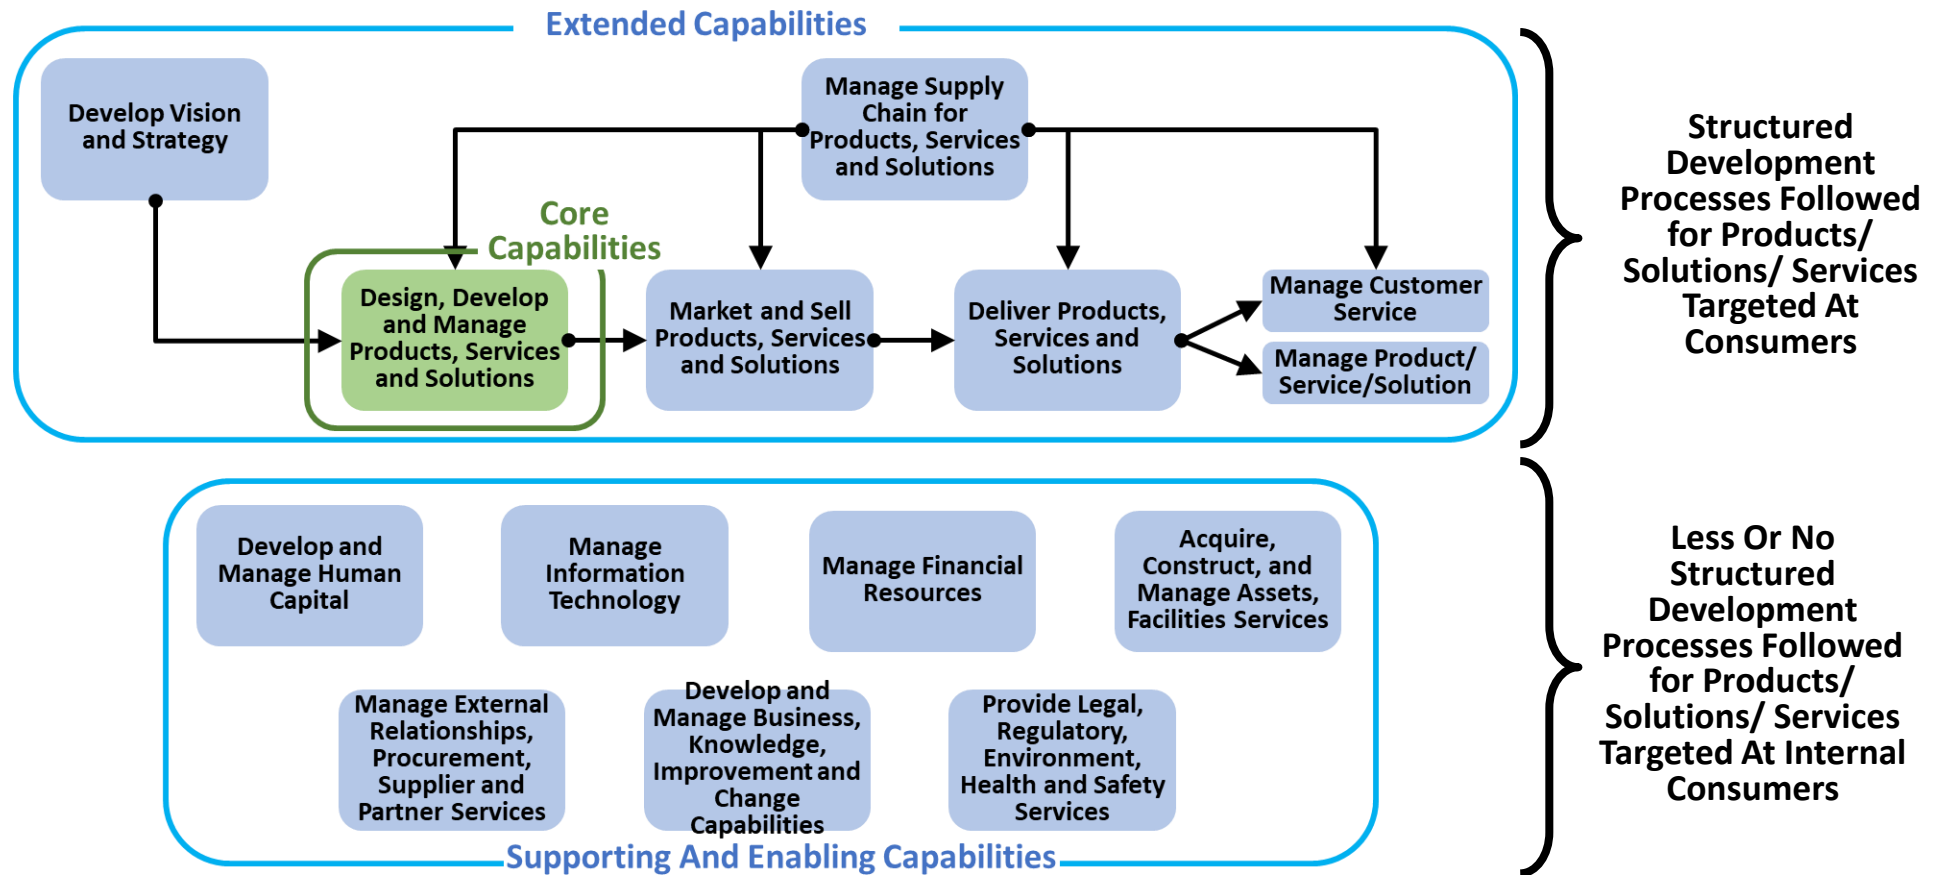 Extended Capabilities
Develop Vision
and Strategy
Manage Supply
Chain for
Products, Services
and Solutions
Core
Capabilities
Design, Develop
and Manage
Products, Services
and Solutions
Market and Sell
Products, Services
and Solutions
Deliver Products,
Services and
Solutions
Manage Customer
Service
Manage Product/
Service/Solution
Structured
Development
Processes Followed
for Products/
Solutions/ Services
Targeted At
Consumers
Develop and
Manage Human
Capital
Manage
Information
Technology
Manage Financial
Resources
Acquire,
Construct, and
Manage Assets,
Facilities Services
Manage External
Relationships,
Procurement,
Supplier and
Partner Services
Develop and
Manage Business,
Knowledge,
Improvement and
Change
Capabilities
Provide Legal,
Regulatory,
Environment,
Health and Safety
Services
Supporting And Enabling Capabilities
Less Or No
Structured
Development
Processes Followed
for Products/
Solutions/ Services
Targeted At Internal
Consumers